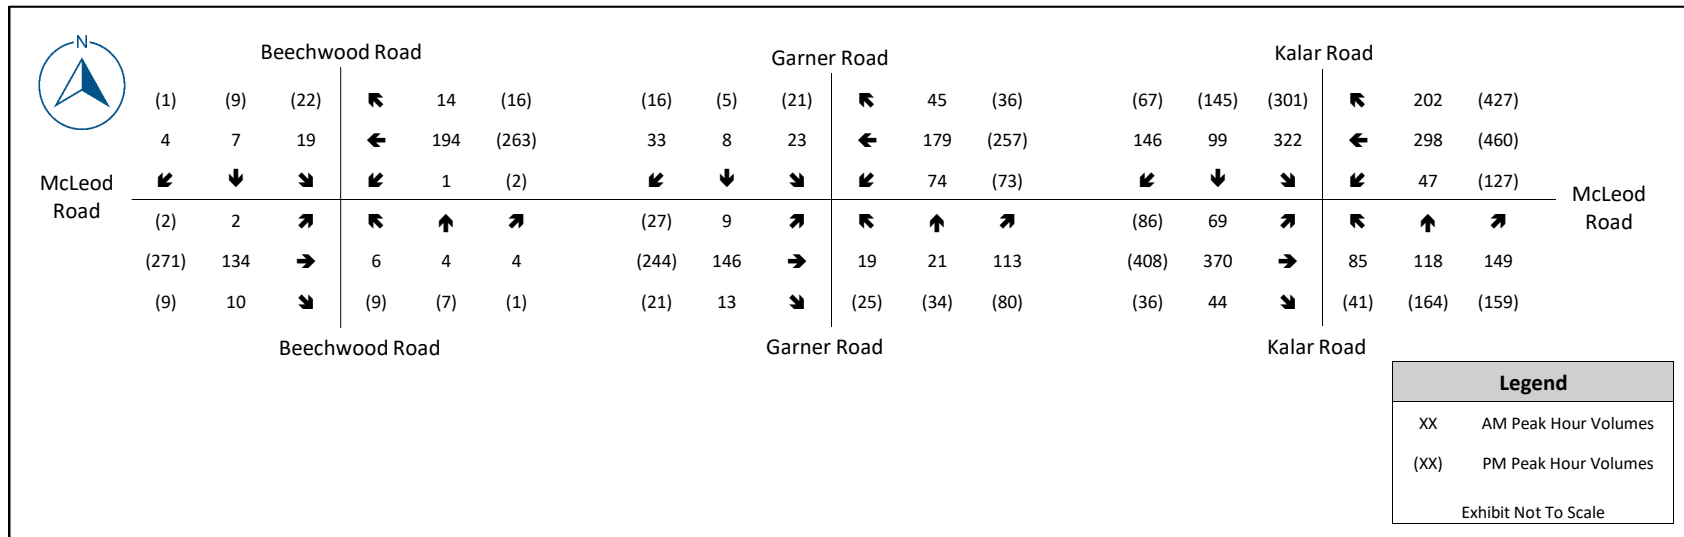 N
Beechwood Road
Garner Road
Kalar Road
(1) (9) (22) 14 (16) (16) (5) (21) 45 (36) (67) (145) (301) 202 (427)
4 7 19 194 (263) 33 8 23 179 (257) 146 99 322 298 (460)
1 (2) 74 (73) 47 (127)
McLeod
Road
McLeod
Road
(2) 2 (27) 9 (86) 69
(271) 134 6 4 4 (244) 146 19 21 113 (408) 370 85 118 149
(9) 10 (9) (7) (1) (21) 13 (25) (34) (80) (36) 44 (41) (164) (159)
Beechwood Road
Garner Road
Kalar Road
Legend
XX AM Peak Hour Volumes
(XX) PM Peak Hour Volumes
Exhibit Not To Scale